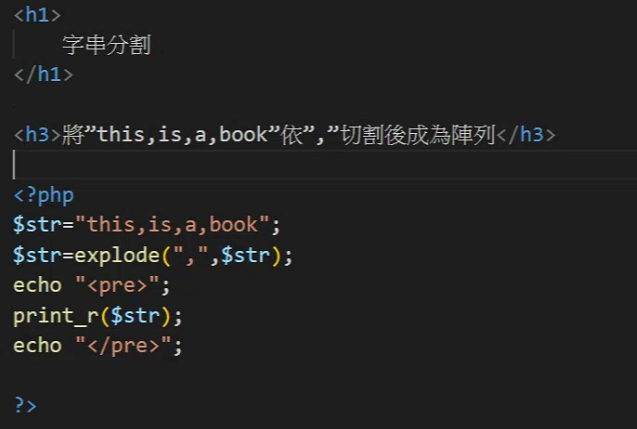 <h1>
字串分割
</h1>
<h3>將”this,is,a,book”依”,”切割後成為陣列</h3>
<?php
$str="this,is,a,book";
$str=explode(",",$str);
echo "<pre>";
print_r($str);
echo "</pre>";
?>